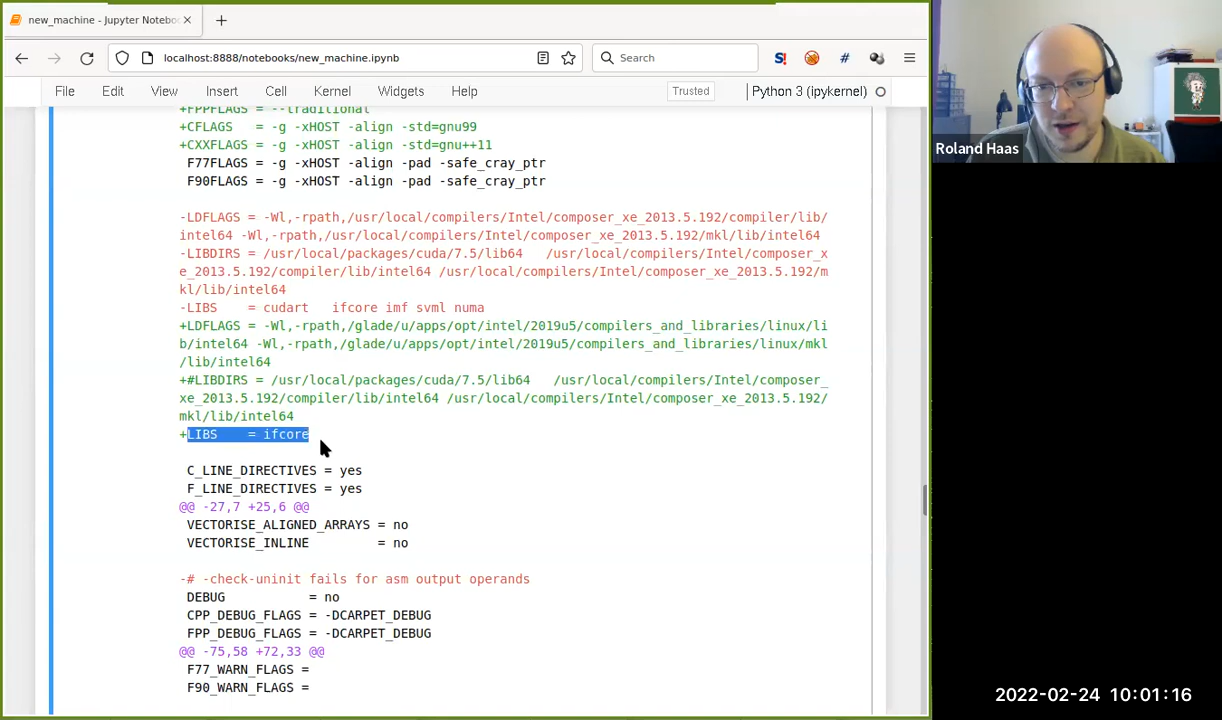 new_machine - Jupyter Notebo
localhost:8888/notebooks/new_machine.ipynb
Search
S!
#
File Edit View Insert Cell Kernel Widgets Help Trusted Python 3 (ipykernel)
+FPPFLAGS = --traditional
+CFLAGS = -g -xHOST -align -std=gnu99
+CXXFLAGS = -g -xHOST -align -std=gnu++11
F77FLAGS = -g -xHOST -align -pad -safe_cray_ptr
F90FLAGS = -g -xHOST -align -pad -safe_cray_ptr
-LDFLAGS = -Wl,-rpath,/usr/local/compilers/Intel/composer_xe_2013.5.192/compiler/lib/
intel64 -Wl,-rpath,/usr/local/compilers/Intel/composer_xe_2013.5.192/mkl/lib/intel64
-LIBDIRS = /usr/local/packages/cuda/7.5/lib64 /usr/local/compilers/Intel/composer_x
e_2013.5.192/compiler/lib/intel64 /usr/local/compilers/Intel/composer_xe_2013.5.192/m
kl/lib/intel64
-LIBS = cudart ifcore imf svml numa
+LDFLAGS = -Wl,-rpath,/glade/u/apps/opt/intel/2019u5/compilers_and_libraries/linux/li
b/intel64 -Wl,-rpath,/glade/u/apps/opt/intel/2019u5/compilers_and_libraries/linux/mkl
/lib/intel64
+#LIBDIRS = /usr/local/packages/cuda/7.5/lib64 /usr/local/compilers/Intel/composer_
xe_2013.5.192/compiler/lib/intel64 /usr/local/compilers/Intel/composer_xe_2013.5.192/
mkl/lib/intel64
+LIBS = ifcore
C_LINE_DIRECTIVES = yes
F_LINE_DIRECTIVES = yes
@@ -27,7 +25,6 @@
VECTORISE_ALIGNED_ARRAYS = no
VECTORISE_INLINE = no
-# -check-uninit fails for asm output operands
DEBUG = no
CPP_DEBUG_FLAGS = -DCARPET_DEBUG
FPP_DEBUG_FLAGS = -DCARPET_DEBUG
@@ -75,58 +72,33 @@
F77_WARN_FLAGS =
F90_WARN_FLAGS =
Roland Haas
2022-02-24 10:01:16